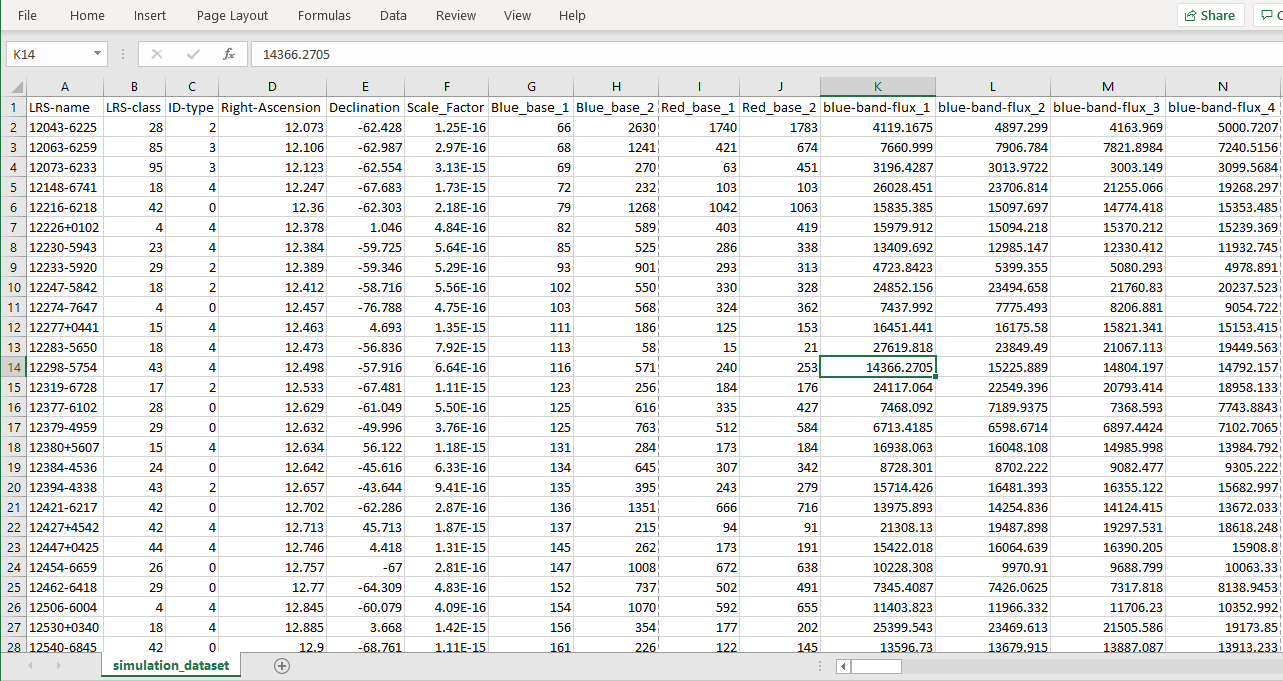 File Home Insert Page Layout Formulas Data Review View Help Share
K14 fx 14366.2705
A B C D E F G H I J K L M N
1 LRS-name LRS-class ID-type Right-Ascension Declination Scale_Factor Blue_base_1 Blue_base_2 Red_base_1 Red_base_2 blue-band-flux_1 blue-band-flux_2 blue-band-flux_3 blue-band-flux_4
2 12043-6225 28 2 12.073 -62.428 1.25E-16 66 2630 1740 1783 4119.1675 4897.299 4163.969 5000.7207
3 12063-6259 85 3 12.106 -62.987 2.97E-16 68 1241 421 674 7660.999 7906.784 7821.8984 7240.5156
4 12073-6233 95 3 12.123 -62.554 3.13E-15 69 270 63 451 3196.4287 3013.9722 3003.149 3099.5684
5 12148-6741 18 4 12.247 -67.683 1.73E-15 72 232 103 103 26028.451 23706.814 21255.066 19268.297
6 12216-6218 42 0 12.36 -62.303 2.18E-16 79 1268 1042 1063 15835.385 15097.697 14774.418 15353.485
7 12226+0102 4 4 12.378 1.046 4.84E-16 82 589 403 419 15979.912 15094.218 15370.212 15239.369
8 12230-5943 23 4 12.384 -59.725 5.64E-16 85 525 286 338 13409.692 12985.147 12330.412 11932.745
9 12233-5920 29 2 12.389 -59.346 5.29E-16 93 901 293 313 4723.8423 5399.355 5080.293 4978.891
10 12247-5842 18 2 12.412 -58.716 5.56E-16 102 550 330 328 24852.156 23494.658 21760.83 20237.523
11 12274-7647 4 0 12.457 -76.788 4.75E-16 103 568 324 362 7437.992 7775.493 8206.881 9054.722
12 12277+0441 15 4 12.463 4.693 1.35E-15 111 186 125 153 16451.441 16175.58 15821.341 15153.415
13 12283-5650 18 4 12.473 -56.836 7.92E-15 113 58 15 21 27619.818 23849.49 21067.113 19449.563
14 12298-5754 43 4 12.498 -57.916 6.64E-16 116 571 240 253 14366.2705 15225.889 14804.197 14792.157
15 12319-6728 17 2 12.533 -67.481 1.11E-15 123 256 184 176 24117.064 22549.396 20793.414 18958.133
16 12377-6102 28 0 12.629 -61.049 5.50E-16 125 616 335 427 7468.092 7189.9375 7368.593 7743.8843
17 12379-4959 29 0 12.632 -49.996 3.76E-16 125 763 512 584 6713.4185 6598.6714 6897.4424 7102.7065
18 12380+5607 15 4 12.634 56.122 1.18E-15 131 284 173 184 16938.063 16048.108 14985.998 13984.792
19 12384-4536 24 0 12.642 -45.616 6.33E-16 134 645 307 342 8728.301 8702.222 9082.477 9305.222
20 12394-4338 43 2 12.657 -43.644 9.41E-16 135 395 243 279 15714.426 16481.393 16355.122 15682.997
21 12421-6217 42 0 12.702 -62.286 2.87E-16 136 1351 666 716 13975.893 14254.836 14124.415 13672.033
22 12427+4542 42 4 12.713 45.713 1.87E-15 137 215 94 91 21308.13 19487.898 19297.531 18618.248
23 12447+0425 44 4 12.746 4.418 1.31E-15 145 262 173 191 15422.018 16064.639 16390.205 15908.8
24 12454-6659 26 0 12.757 -67 2.81E-16 147 1008 672 638 10228.308 9970.91 9688.799 10063.33
25 12462-6418 29 0 12.77 -64.309 4.83E-16 152 737 502 491 7345.4087 7426.0625 7317.818 8138.9453
26 12506-6004 4 4 12.845 -60.079 4.09E-16 154 1070 592 655 11403.823 11966.332 11706.23 10352.992
27 12530+0340 18 4 12.885 3.668 1.42E-15 156 354 177 202 25399.543 23469.613 21505.586 19173.85
28 12540-6845 42 0 12.9 -68.761 1.11E-15 161 226 122 145 13596.73 13679.915 13887.087 13913.233
simulation_dataset